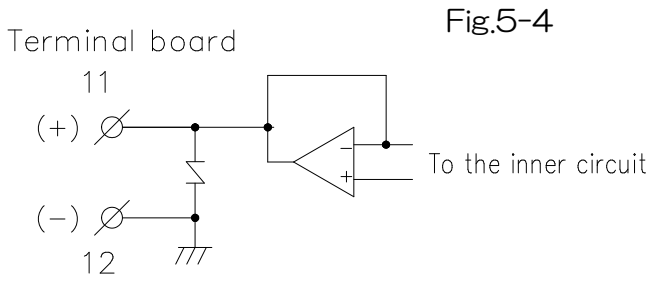 Fig.5-4
Terminal board
11
(+)
−
+
To the inner circuit
(−)
12